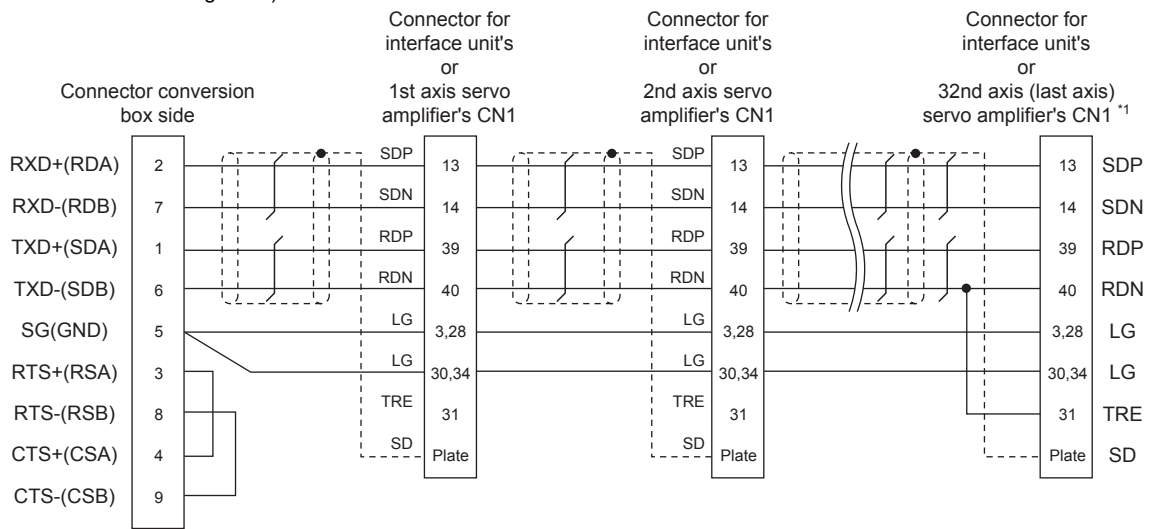 Connector for
interface unit's
or
1st axis servo
amplifier's CN1
Connector for
interface unit's
or
2nd axis servo
amplifier's CN1
Connector for
interface unit's
or
32nd axis (last axis)
servo amplifier's CN1 *1
Connector conversion
box side
RXD+(RDA) 2 SDP 13 SDP 13 13 SDP
RXD-(RDB) 7 SDN 14 SDN 14 14 SDN
TXD+(SDA) 1 RDP 39 RDP 39 39 RDP
TXD-(SDB) 6 RDN 40 RDN 40 40 RDN
SG(GND) 5 LG 3,28 LG 3,28 3,28 LG
RTS+(RSA) 3 LG 30,34 LG 30,34 30,34 LG
RTS-(RSB) 8 TRE 31 TRE 31 31 TRE
CTS+(CSA) 4 SD Plate SD Plate Plate SD
CTS-(CSB) 9